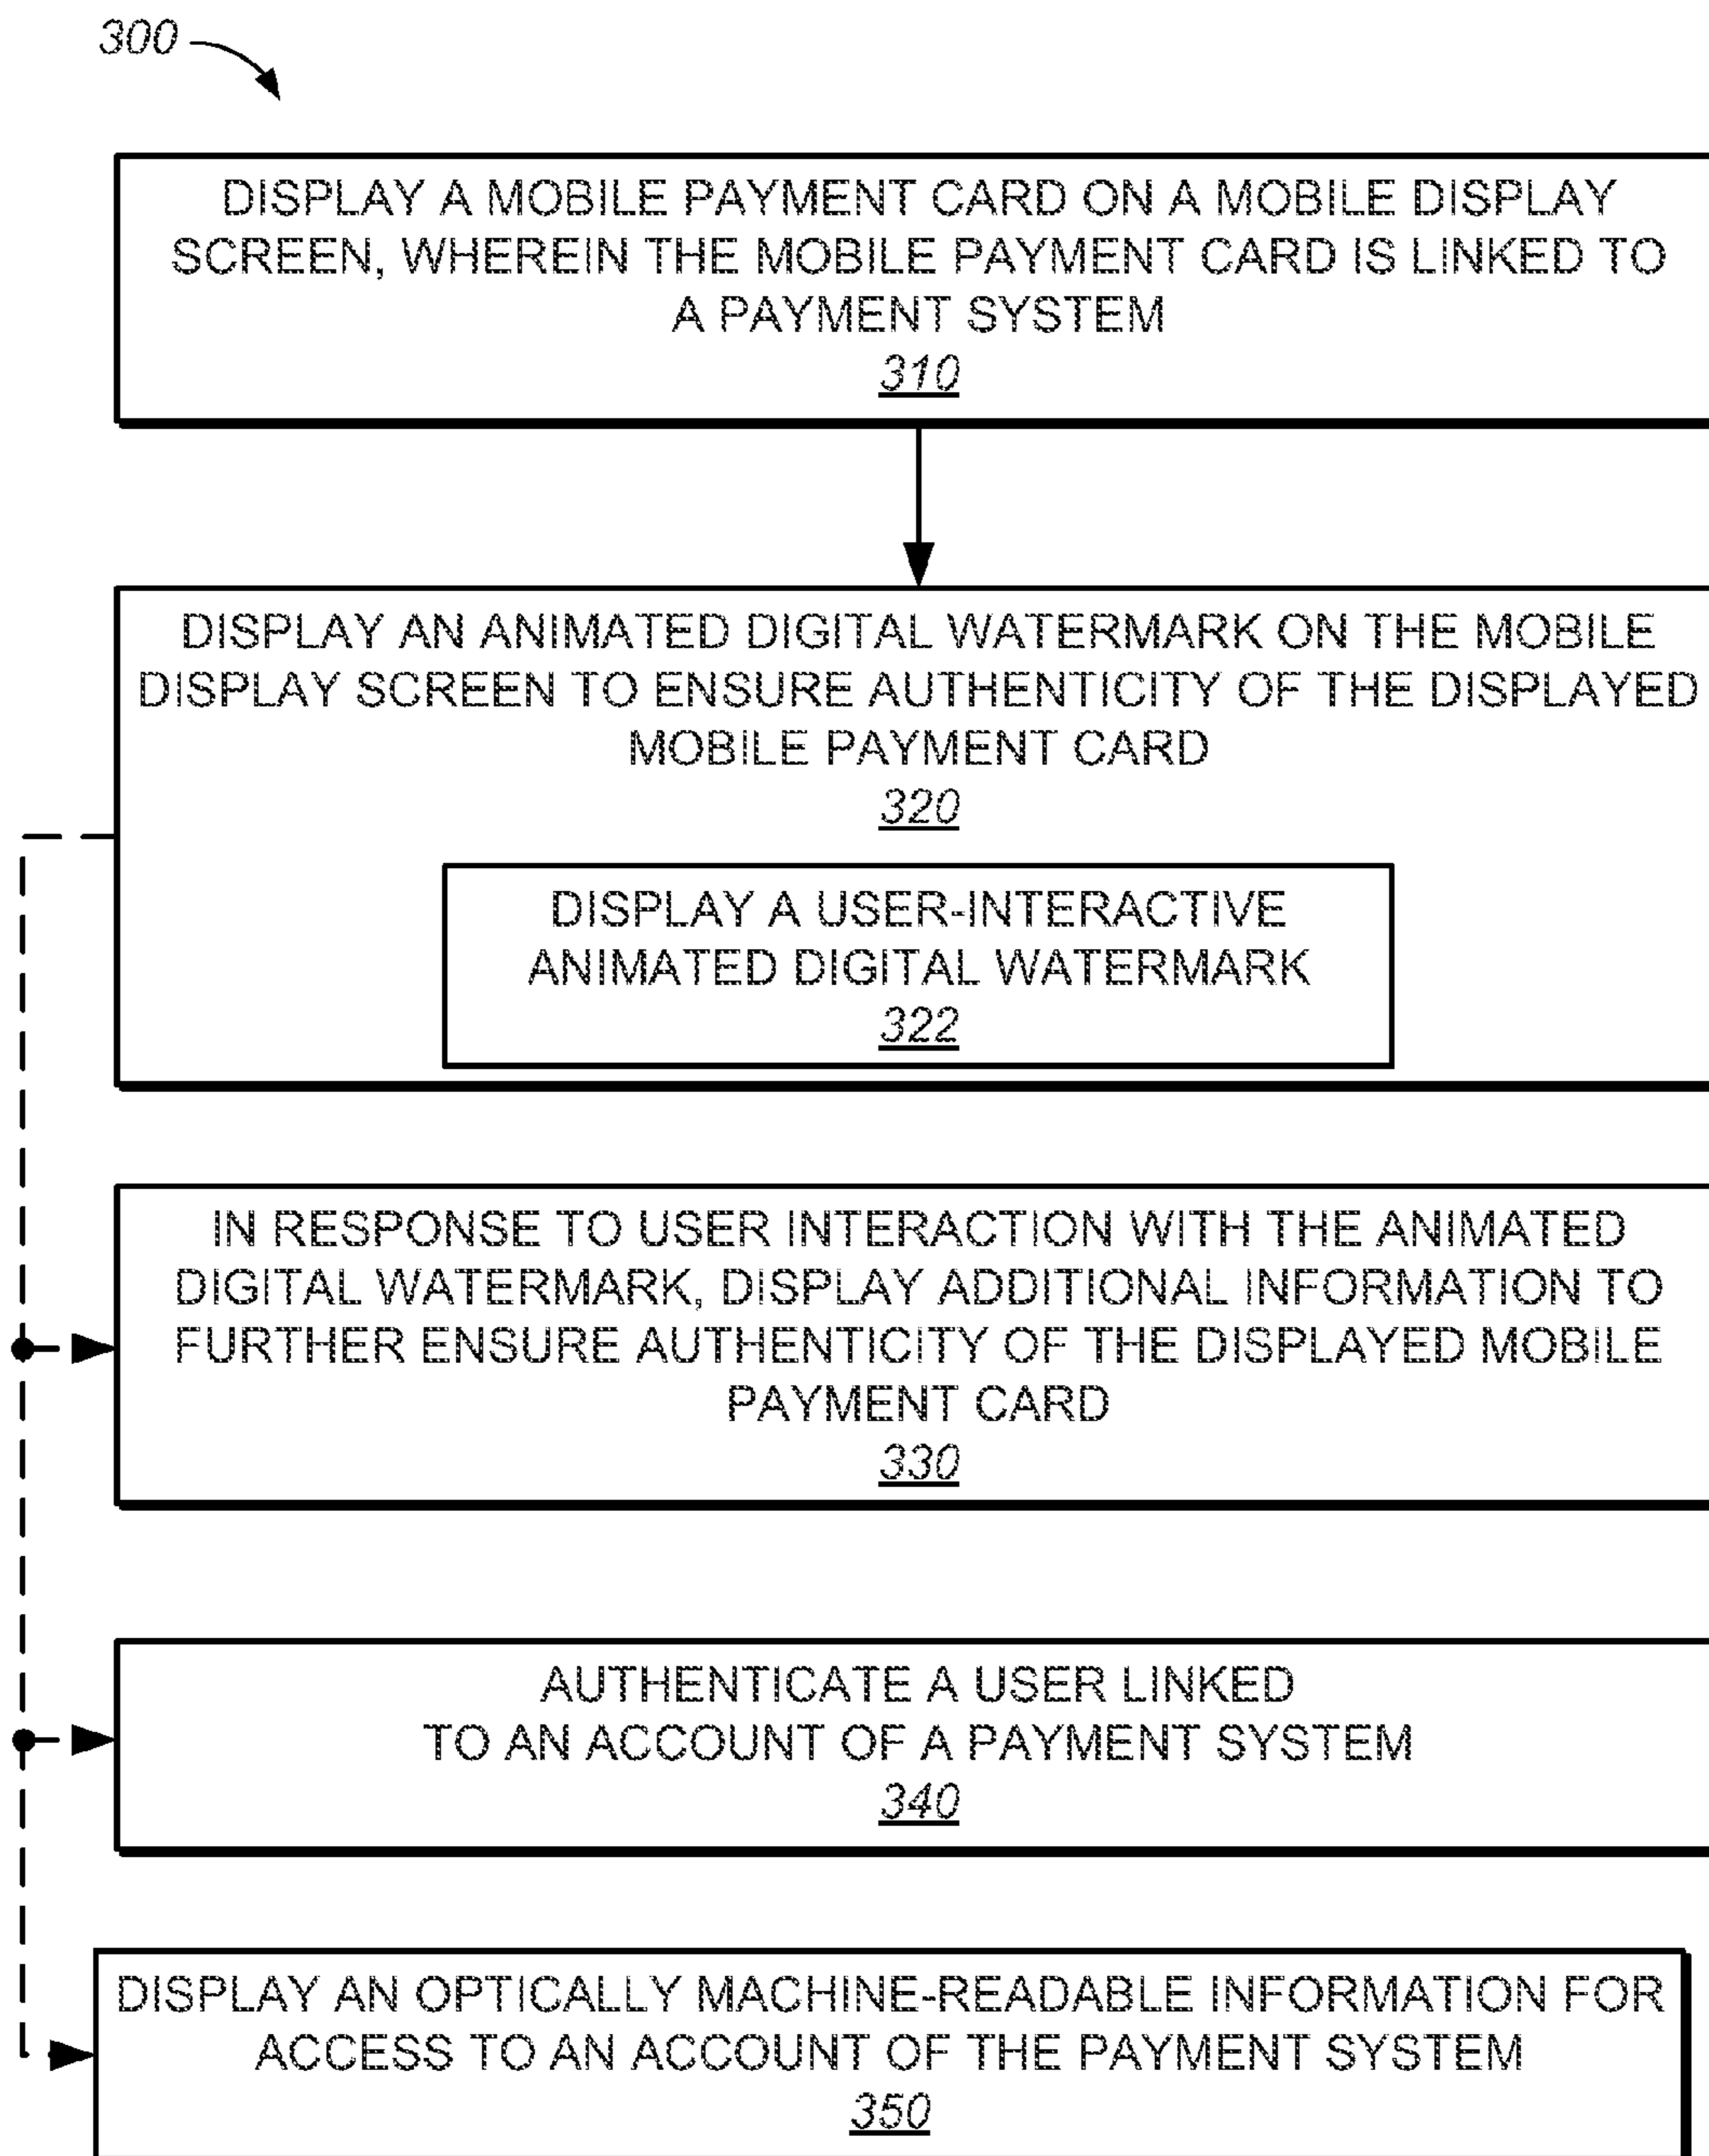 300
DISPLAY A MOBILE PAYMENT CARD ON A MOBILE DISPLAY
SCREEN, WHEREIN THE MOBILE PAYMENT CARD IS LINKED TO
A PAYMENT SYSTEM
310
DISPLAY AN ANIMATED DIGITAL WATERMARK ON THE MOBILE
DISPLAY SCREEN TO ENSURE AUTHENTICITY OF THE DISPLAYED
MOBILE PAYMENT CARD
320
DISPLAY A USER-INTERACTIVE
ANIMATED DIGITAL WATERMARK
322
IN RESPONSE TO USER INTERACTION WITH THE ANIMATED
DIGITAL WATERMARK, DISPLAY ADDITIONAL INFORMATION TO
FURTHER ENSURE AUTHENTICITY OF THE DISPLAYED MOBILE
PAYMENT CARD
330
AUTHENTICATE A USER LINKED
TO AN ACCOUNT OF A PAYMENT SYSTEM
340
DISPLAY AN OPTICALLY MACHINE-READABLE INFORMATION FOR
ACCESS TO AN ACCOUNT OF THE PAYMENT SYSTEM
350